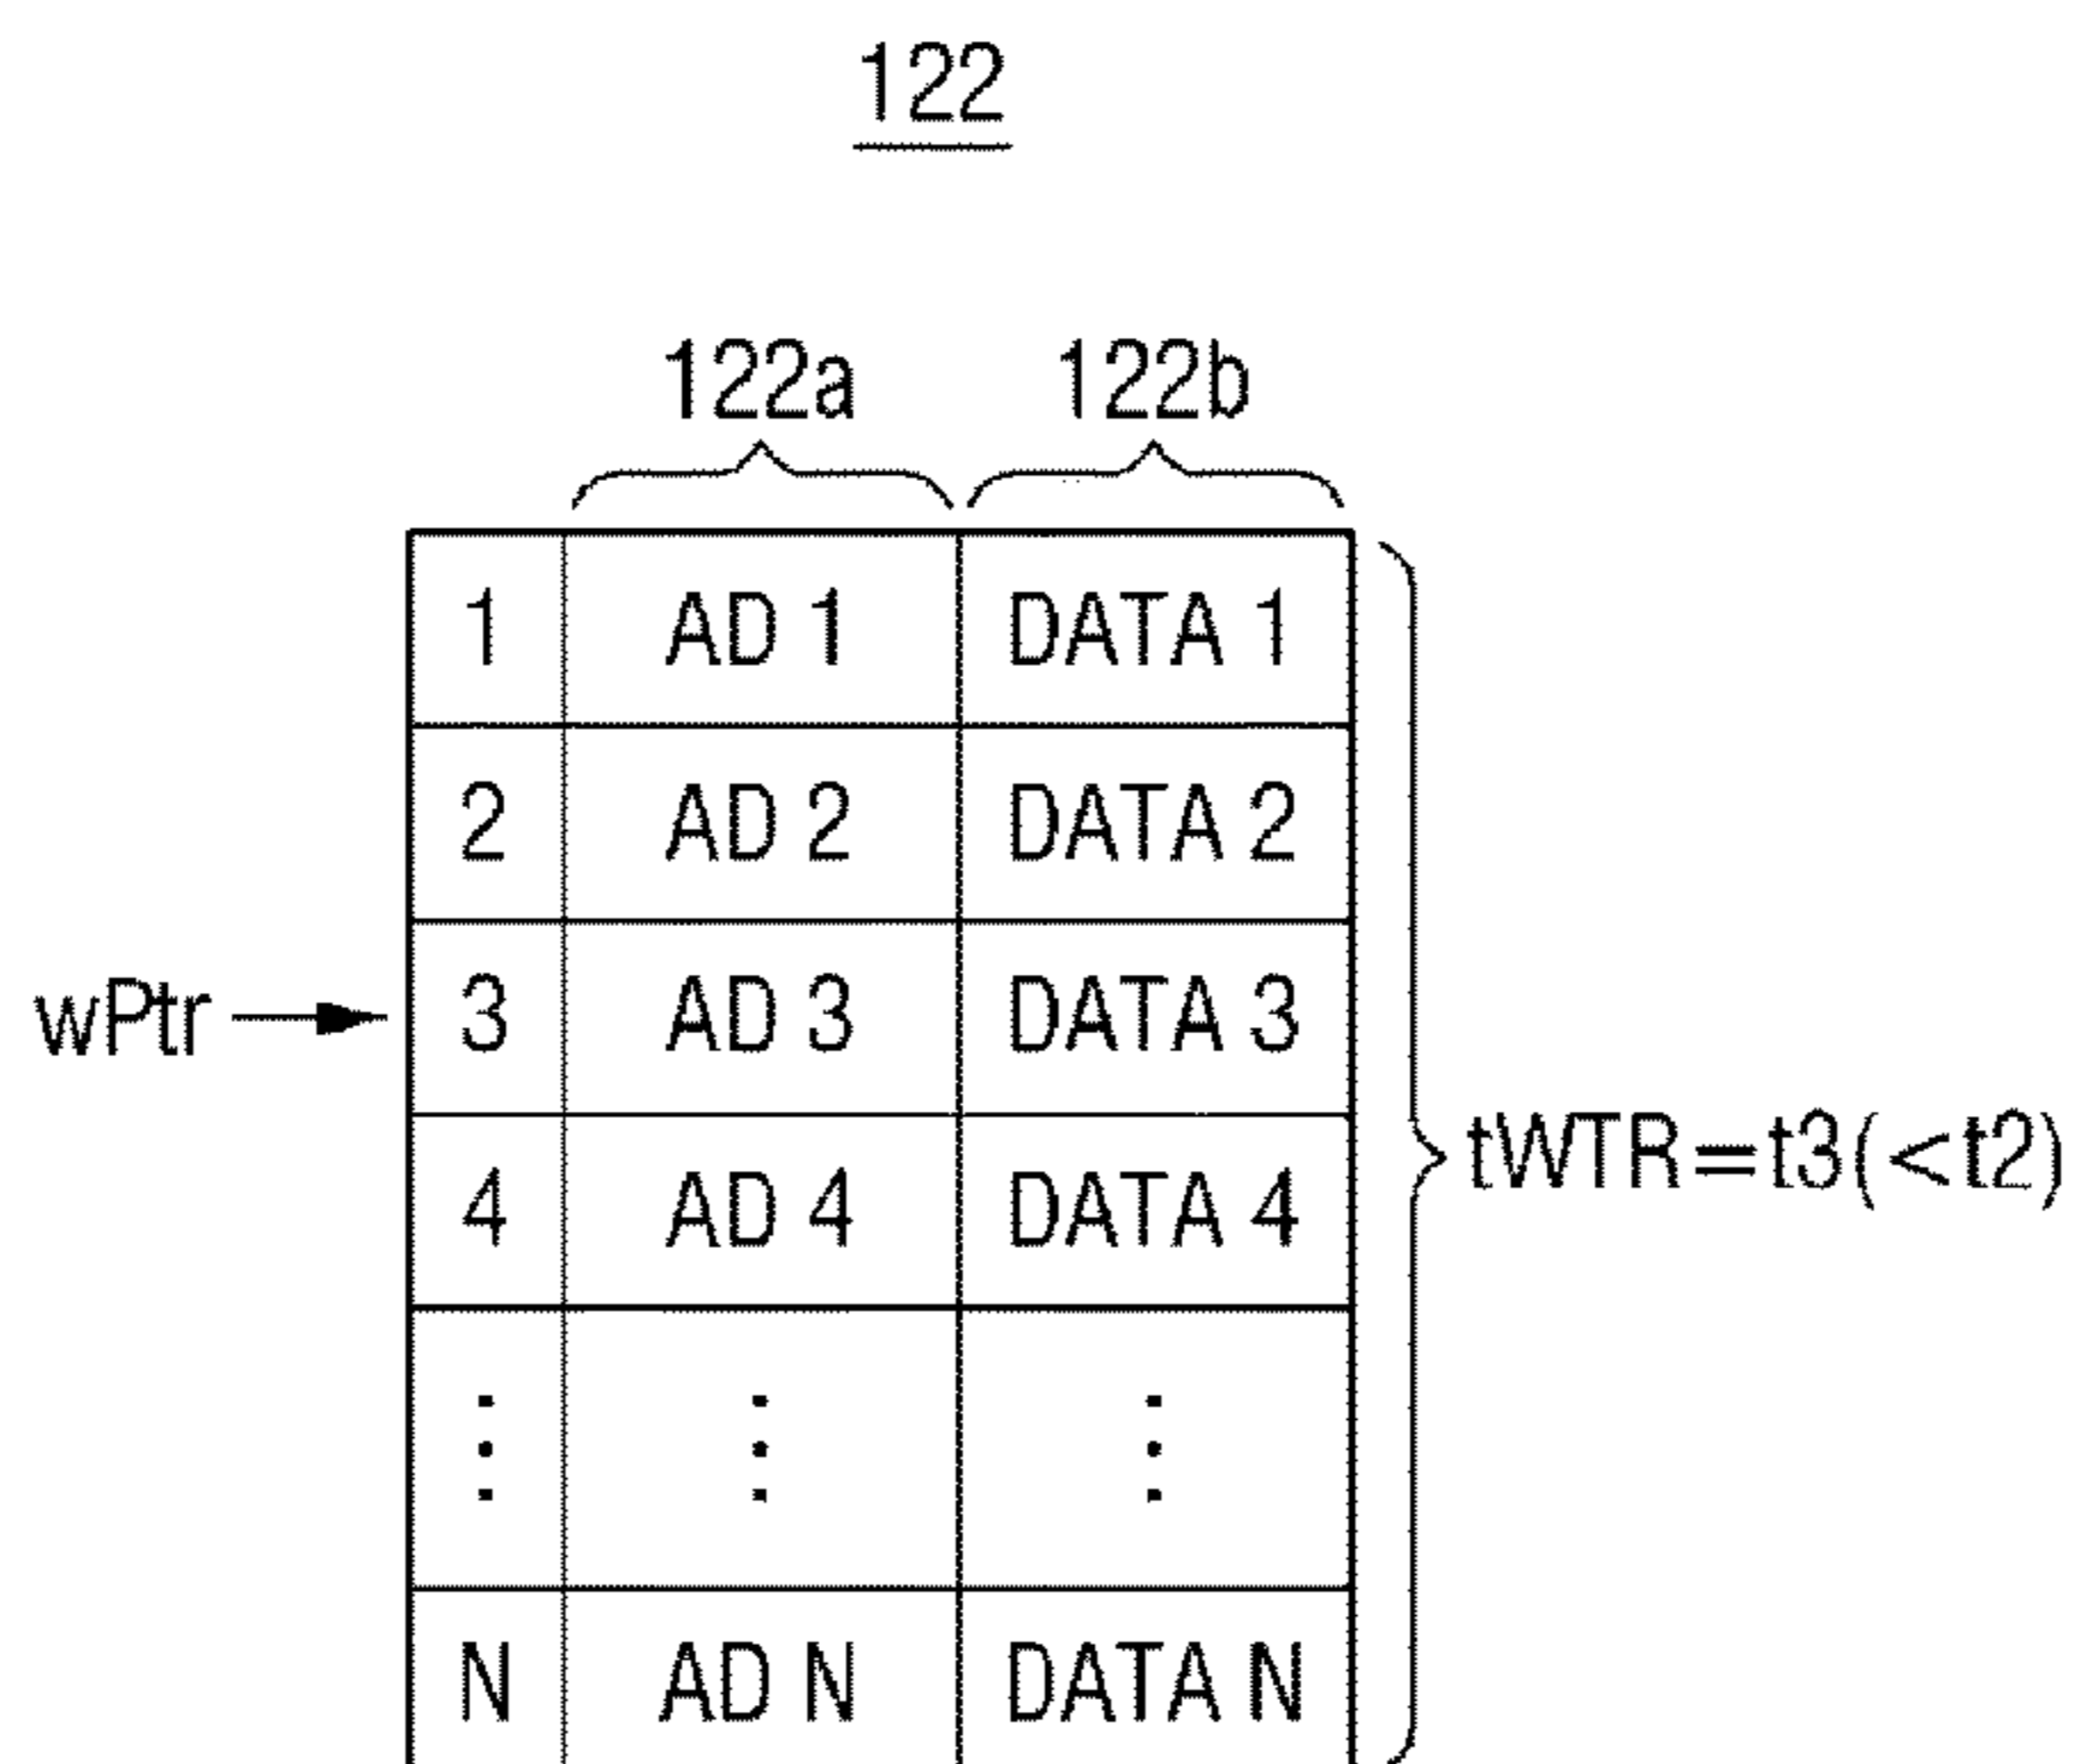 122
122a 122b
1 AD 1 DATA 1
2 AD 2 DATA 2
wPtr 3 AD 3 DATA 3
tWTR=t3(<t2)
4 AD 4 DATA 4
N AD N DATA N